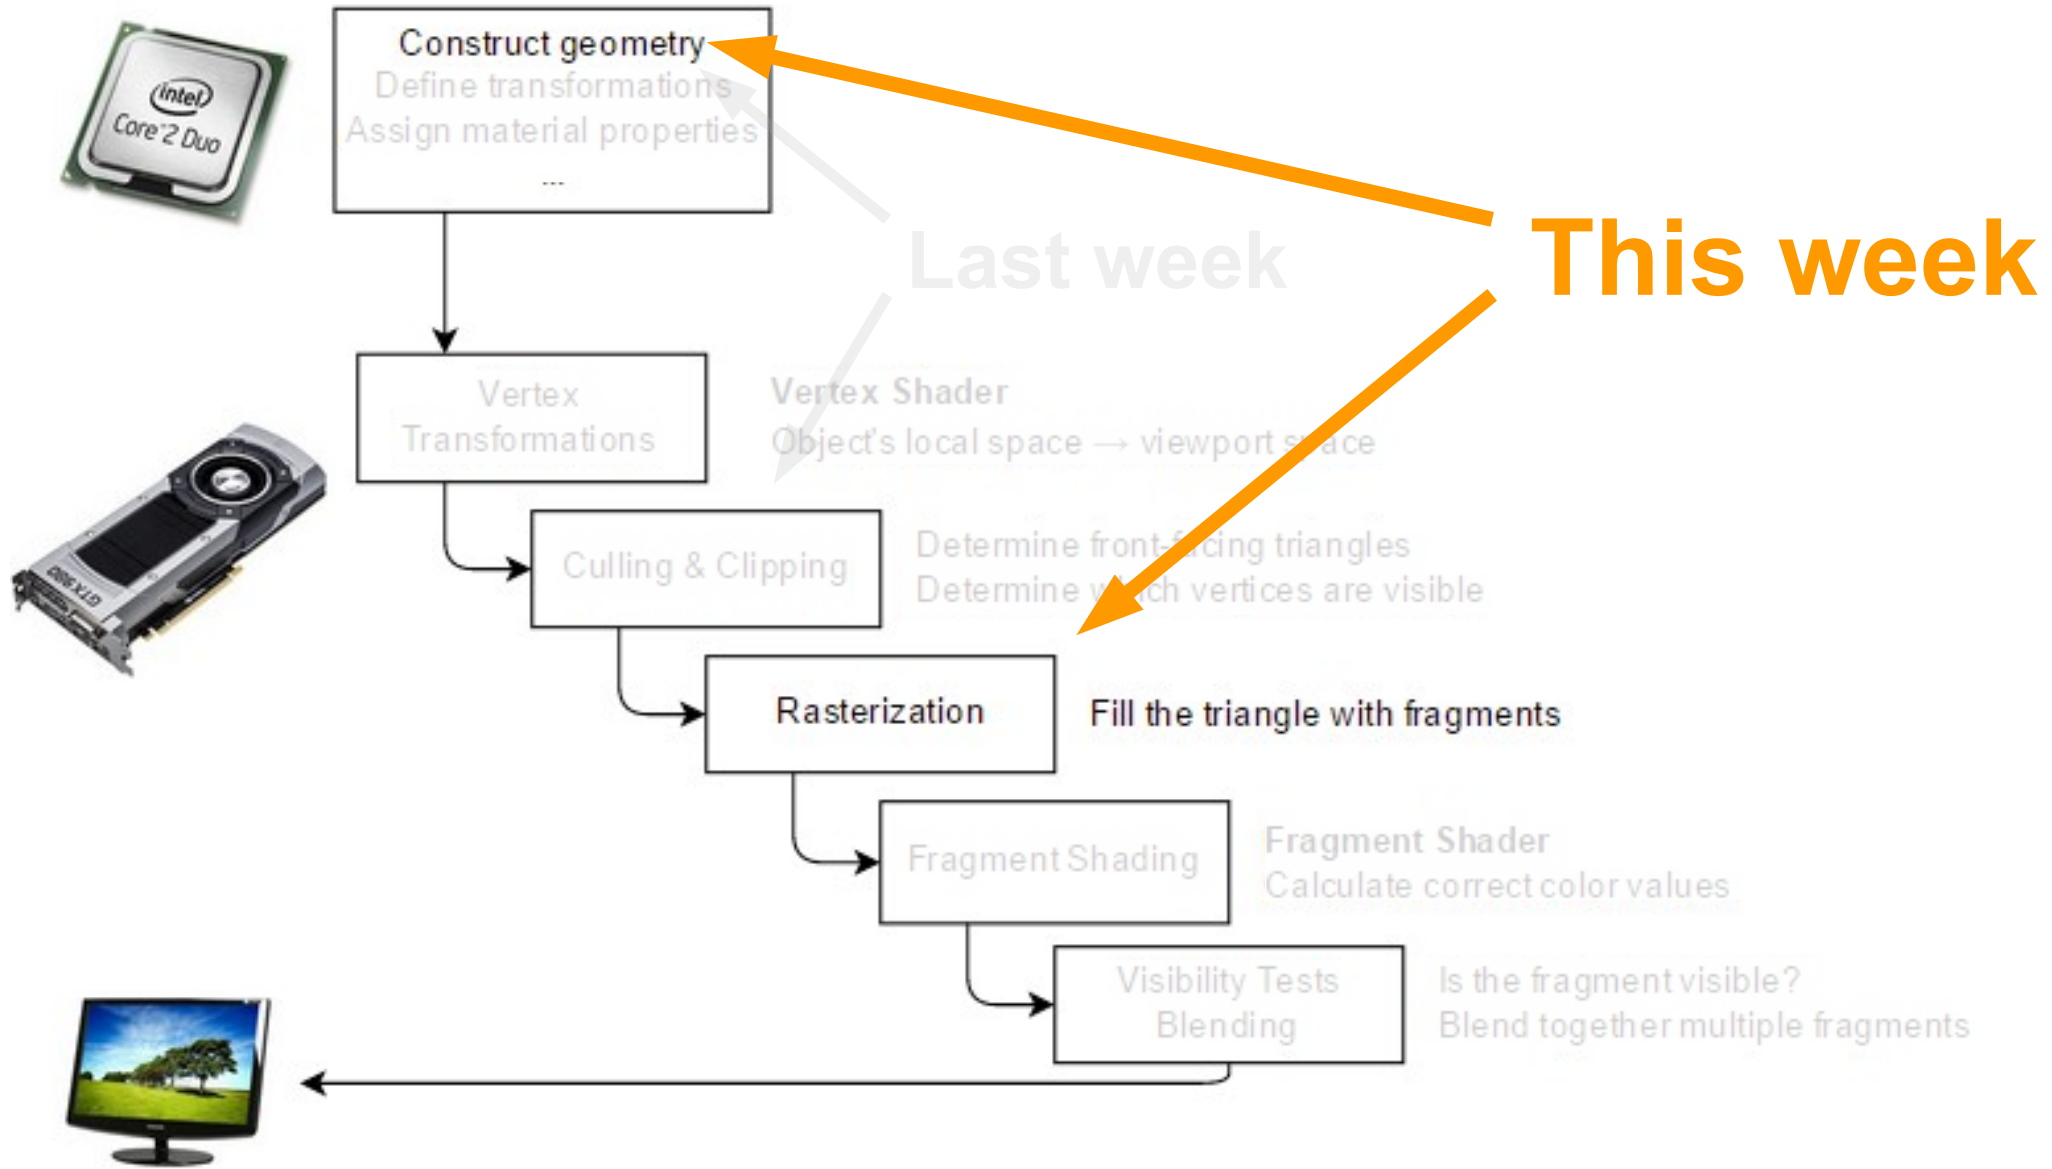 Construct geometry
Define transformations
Assign material properties
...
intel
Core™2 Duo
Last week
This week
Vertex
Transformations
Vertex Shader
Object's local space → viewport space
GTX 980
Culling & Clipping
Determine front-facing triangles
Determine which vertices are visible
Rasterization
Fill the triangle with fragments
Fragment Shading
Fragment Shader
Calculate correct color values
Visibility Tests
Blending
Is the fragment visible?
Blend together multiple fragments